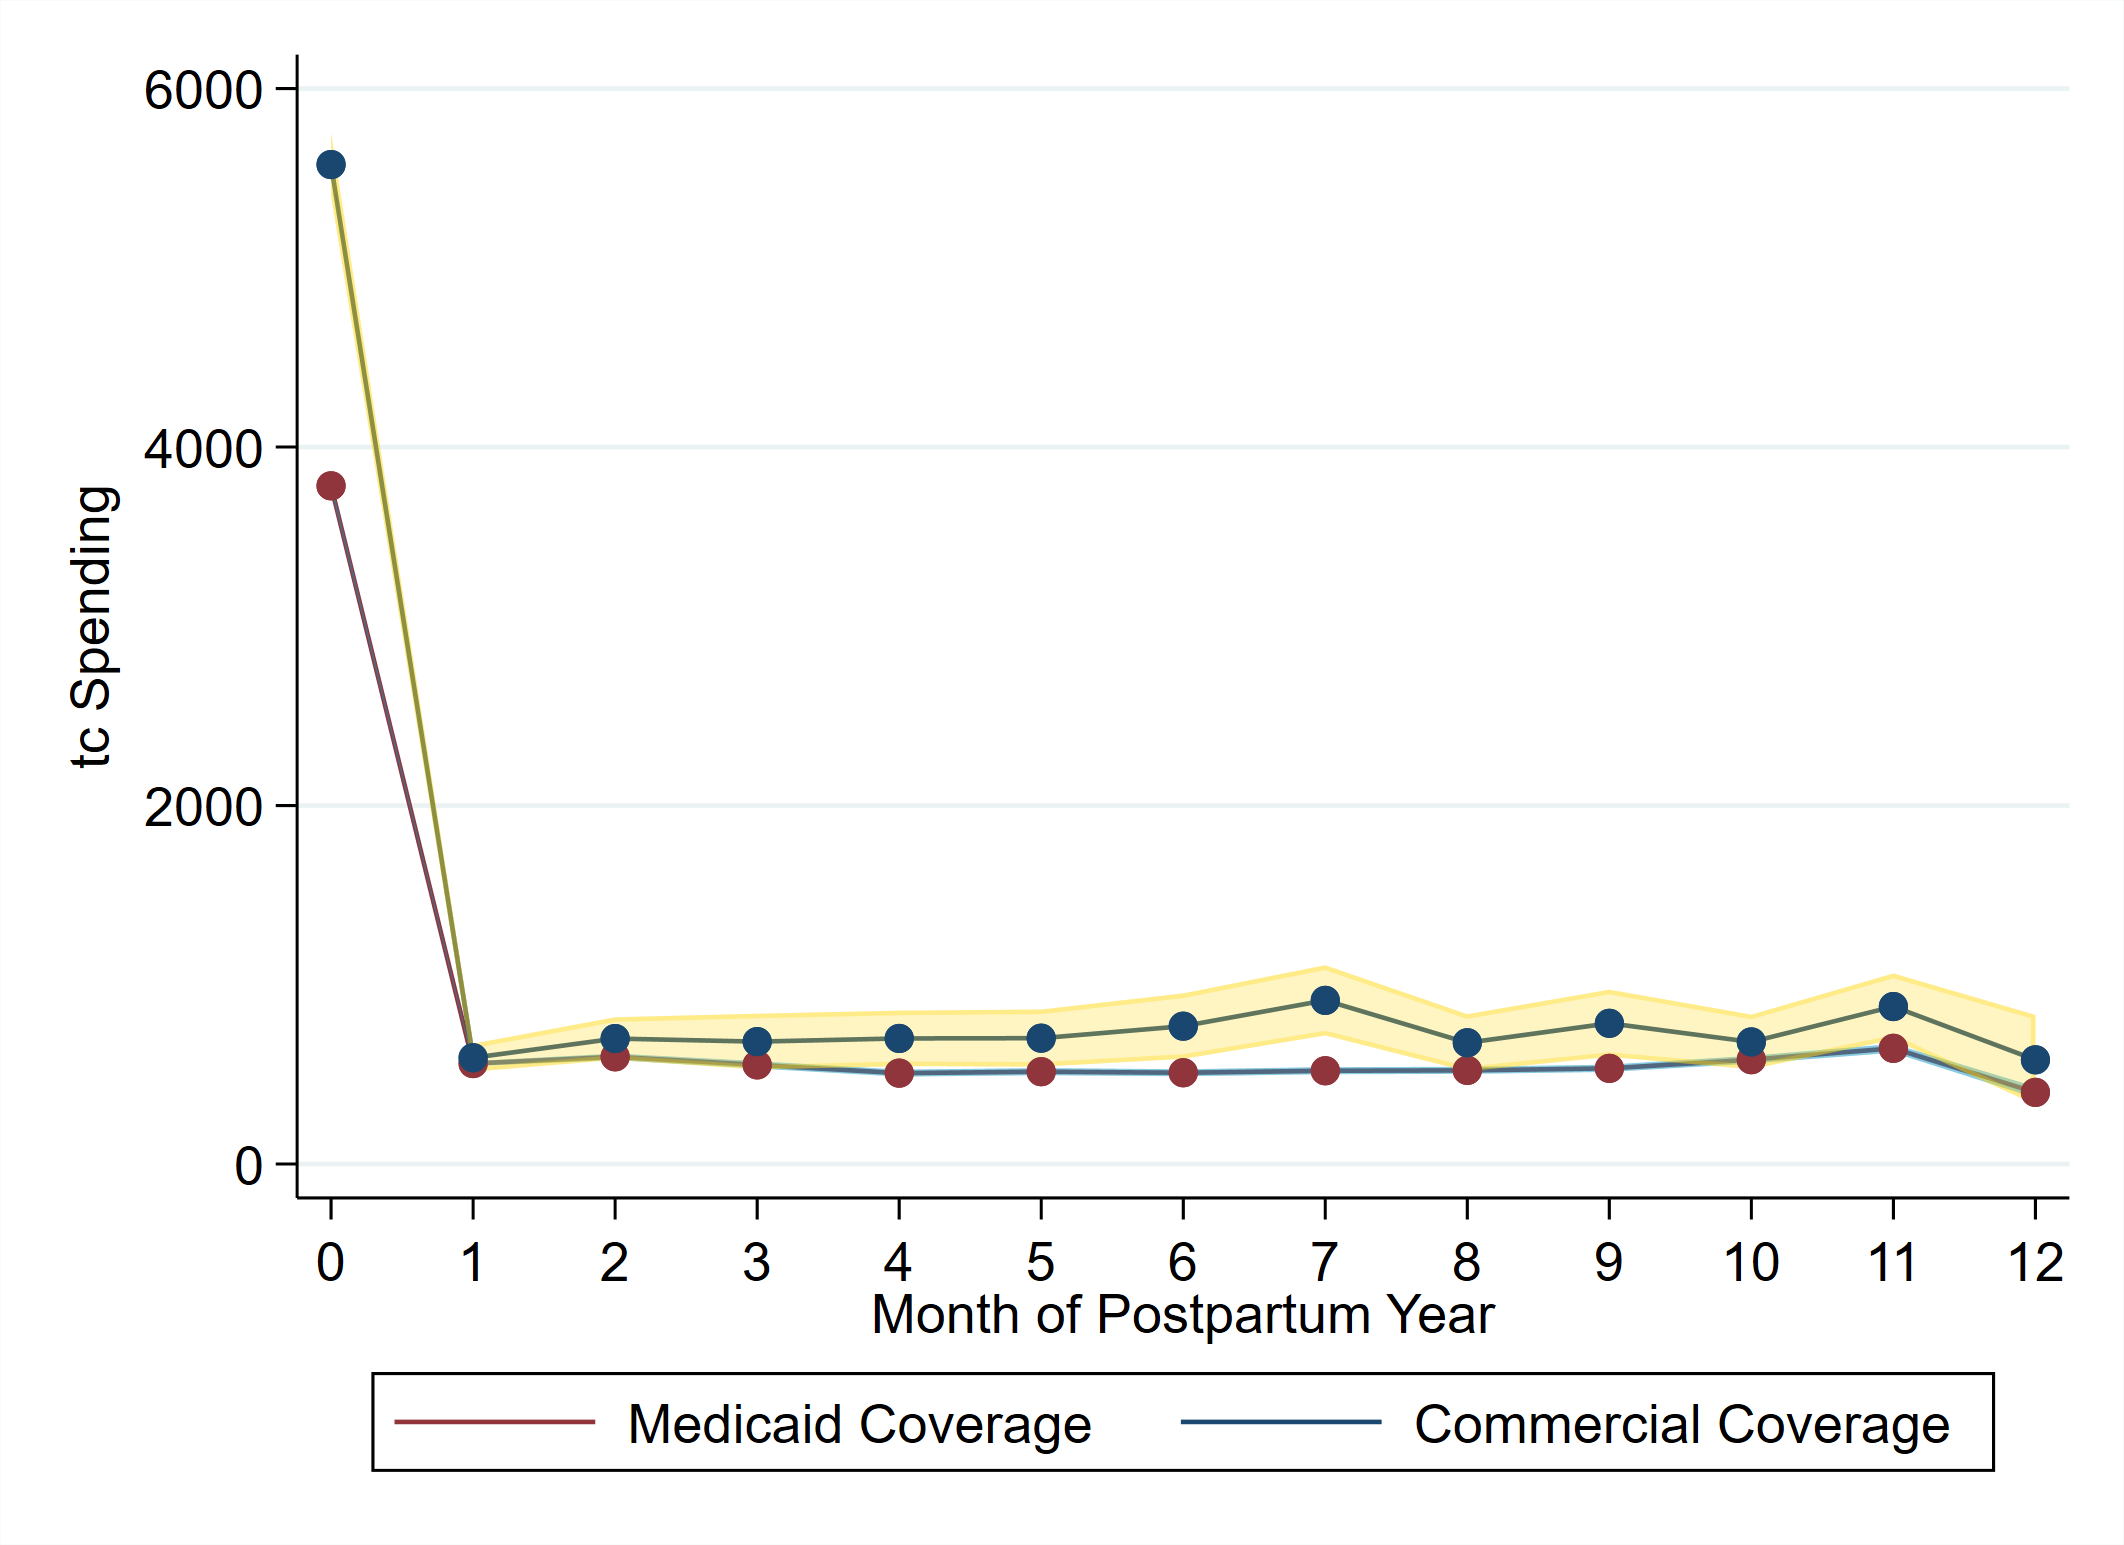 6000
4000
2000
0
tc Spending
0 1 2 3 4 5 6 7 8 9 10 11 12
Month of Postpartum Year
Medicaid Coverage Commercial Coverage